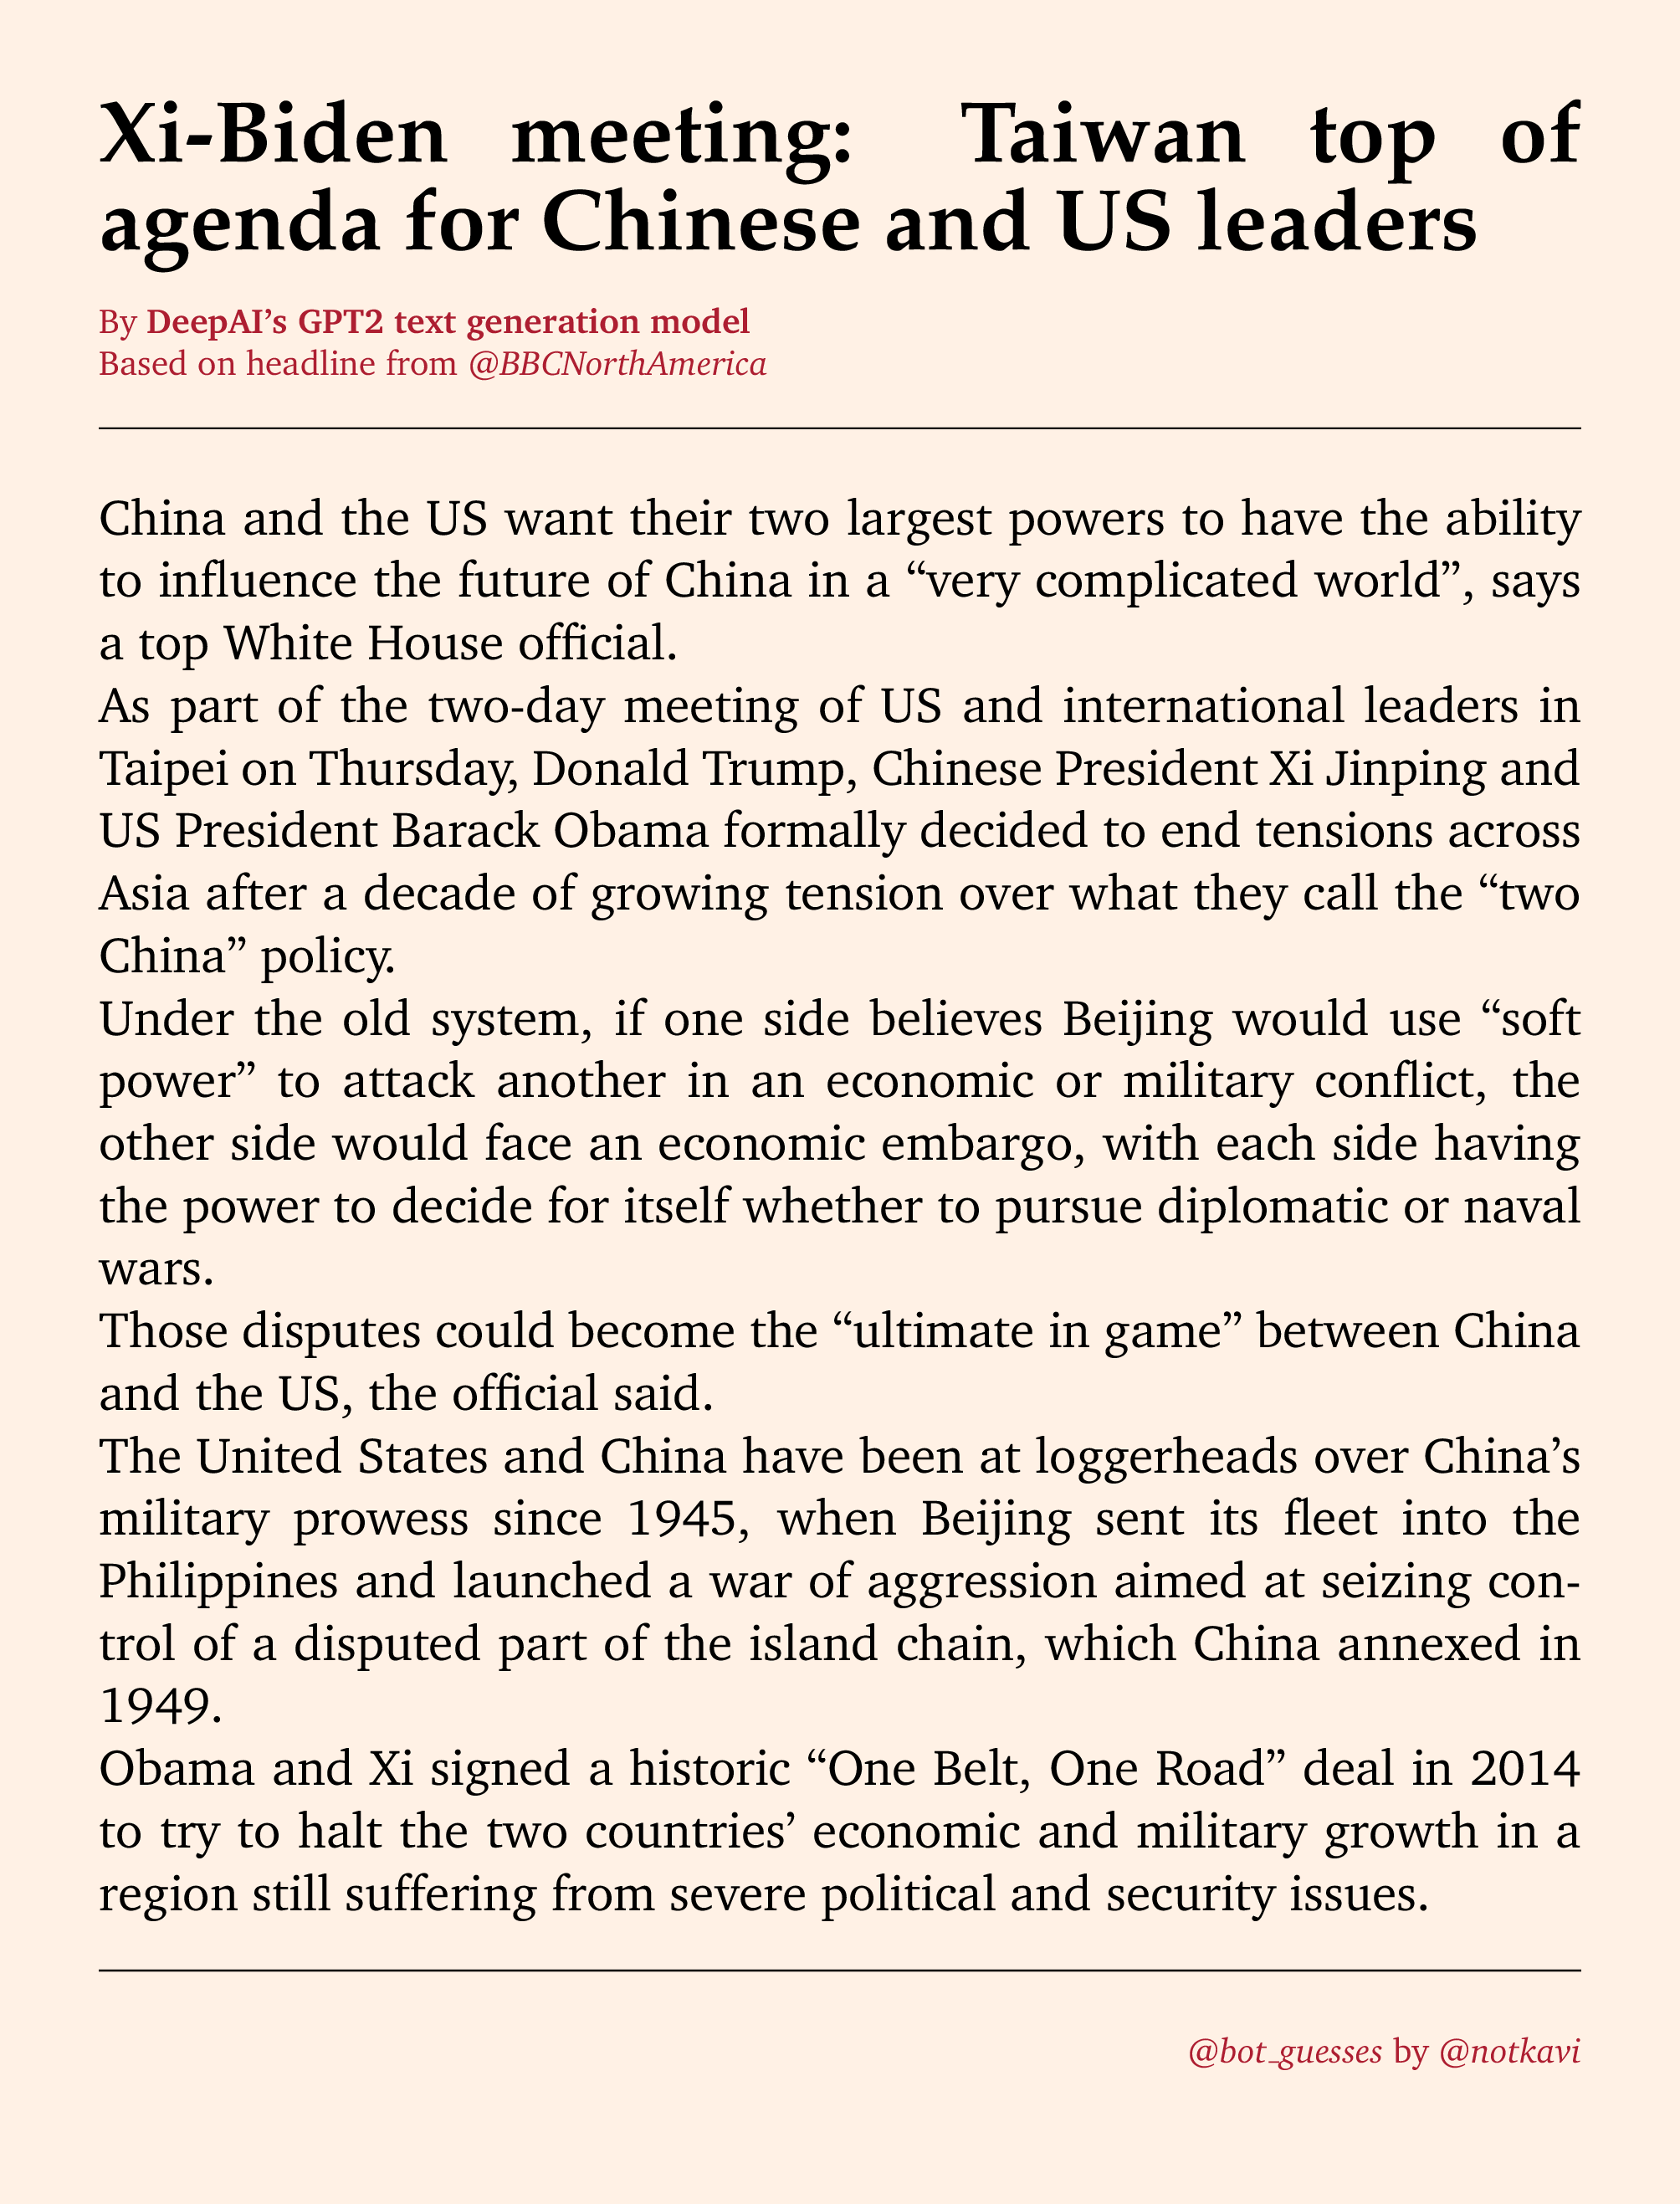 Xi-Biden meeting: Taiwan top of
agenda for Chinese and US leaders
By DeepAI’s GPT2 text generation model
Based on headline from @BBCNorthAmerica
China and the US want their two largest powers to have the ability
to influence the future of China in a “very complicated world”, says
a top White House official.
As part of the two-day meeting of US and international leaders in
Taipei on Thursday, Donald Trump, Chinese President Xi Jinping and
US President Barack Obama formally decided to end tensions across
Asia after a decade of growing tension over what they call the “two
China” policy.
Under the old system, if one side believes Beijing would use “soft
power” to attack another in an economic or military conflict, the
other side would face an economic embargo, with each side having
the power to decide for itself whether to pursue diplomatic or naval
wars.
Those disputes could become the “ultimate in game” between China
and the US, the official said.
The United States and China have been at loggerheads over China’s
military prowess since 1945, when Beijing sent its fleet into the
Philippines and launched a war of aggression aimed at seizing con-
trol of a disputed part of the island chain, which China annexed in
1949.
Obama and Xi signed a historic “One Belt, One Road” deal in 2014
to try to halt the two countries’ economic and military growth in a
region still suffering from severe political and security issues.
@bot_guesses by @notkavi